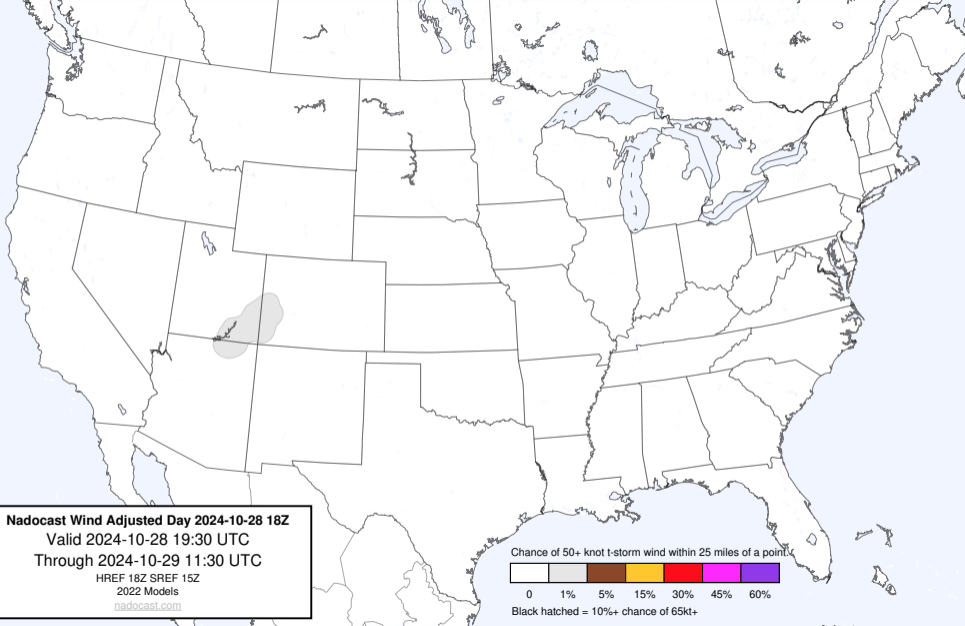 Nadocast Wind Adjusted Day 2024-10-28 18Z
Valid 2024-10-28 19:30 UTC
Through 2024-10-29 11:30 UTC
HREF 18Z SREF 15Z
2022 Models
nadocast.com
Chance of 50+ knot t-storm wind within 25 miles of a point.
0 1% 5% 15% 30% 45% 60%
Black hatched = 10%+ chance of 65kt+